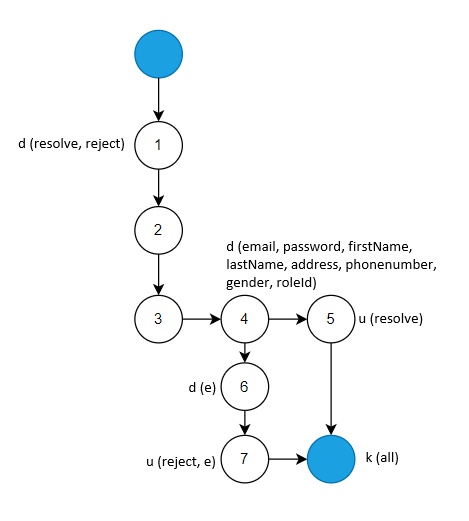 d (resolve, reject)
1
2
d (email, password, firstName,
lastName, address, phonenumber,
gender, roleId)
3
4
5
u (resolve)
d (e)
6
u (reject, e)
7
k (all)